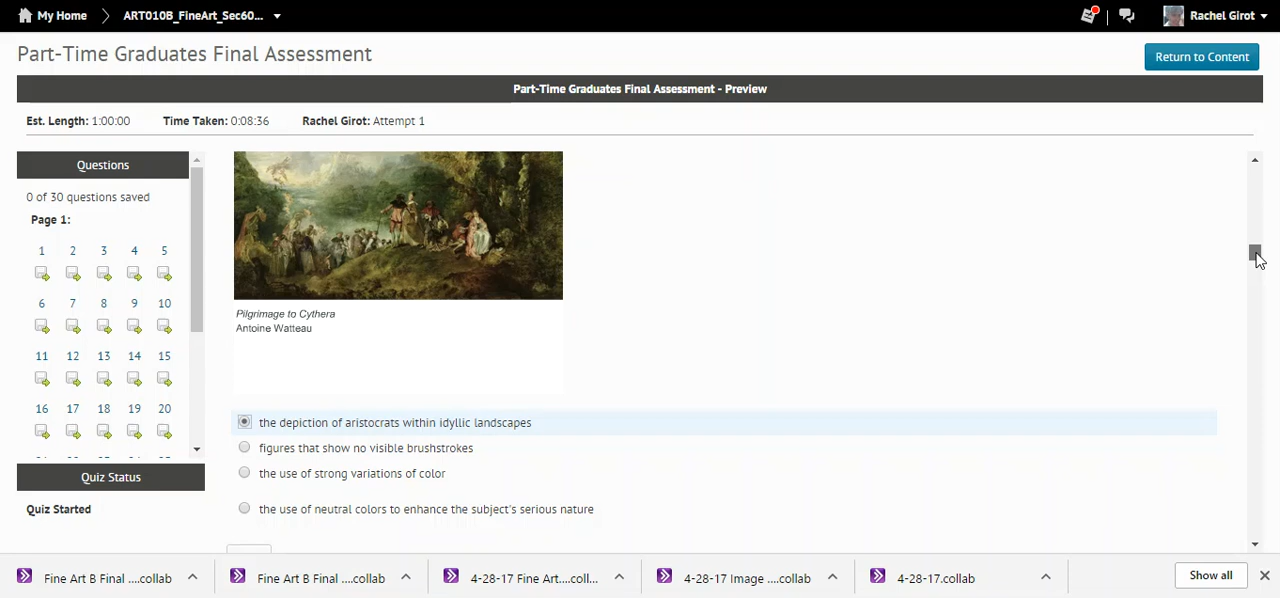 My Home
ART010B_FineArt_Sec60...
Rachel Girot
Part-Time Graduates Final Assessment
Return to Content
Part-Time Graduates Final Assessment - Preview
Est. Length: 1:00:00 Time Taken: 0:08:36 Rachel Girot: Attempt 1
Questions
0 of 30 questions saved
Page 1:
1 2 3 4 5
6 7 8 9 10
11 12 13 14 15
16 17 18 19 20
Quiz Status
Quiz Started
Pilgrimage to Cythera
Antoine Watteau
the depiction of aristocrats within idyllic landscapes
figures that show no visible brushstrokes
the use of strong variations of color
the use of neutral colors to enhance the subject's serious nature
Fine Art B Final ....collab
Fine Art B Final ....collab
4-28-17 Fine Art....coll...
4-28-17 Image ....collab
4-28-17.collab
Show all